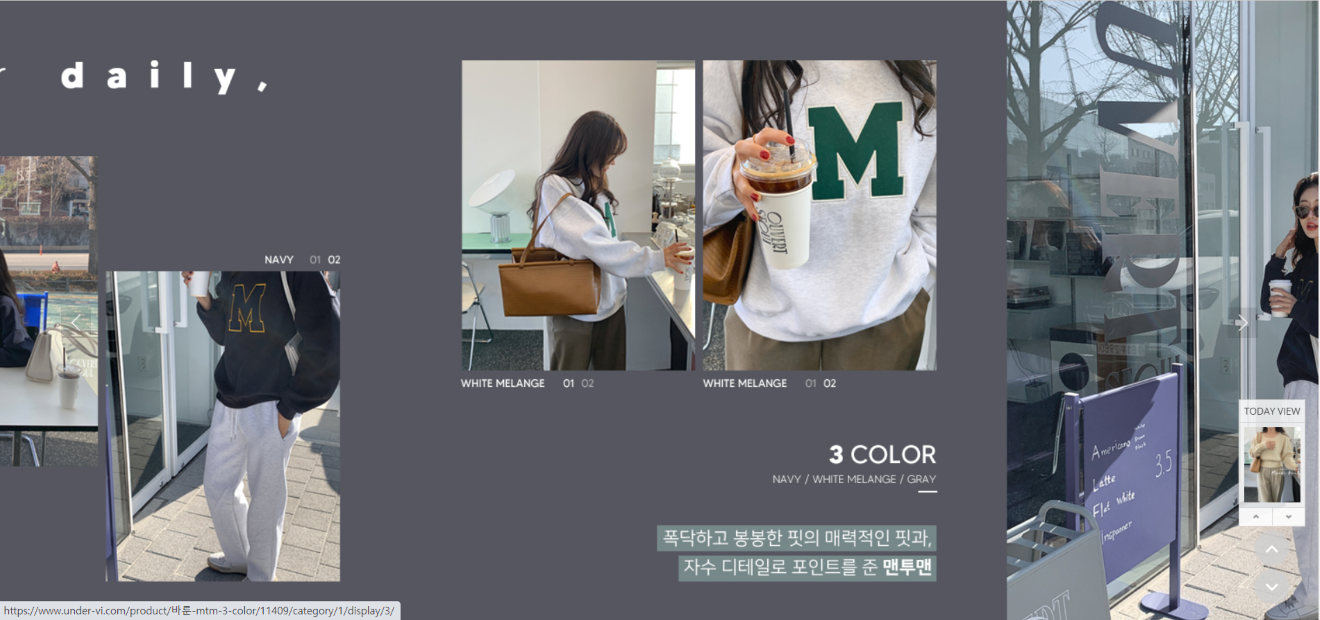 daily,
NAVY 01 02
M
M
OLIVERT
WHITE MELANGE 01 02
WHITE MELANGE 01 02
3 COLOR
NAVY / WHITE MELANGE / GRAY
폭닥하고 봉봉한 핏의 매력적인 핏과,
자수 디테일로 포인트를 준 맨투맨
Americano
3.5
Latte
Flat White
TODAY VIEW
https://www.under-vi.com/product/바론-mtm-3-color/11409/category/1/display/3/